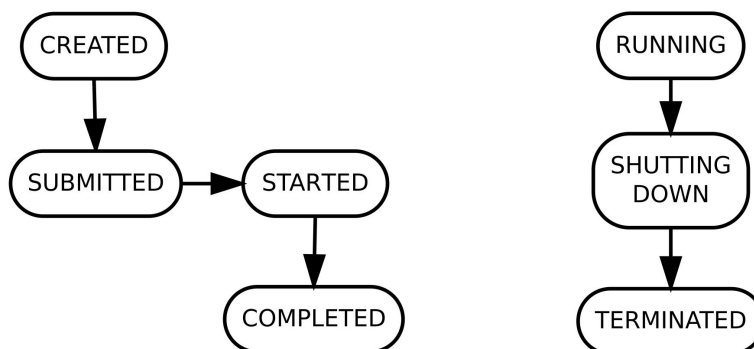 CREATED
SUBMITTED
STARTED
COMPLETED
RUNNING
SHUTTING
DOWN
TERMINATED